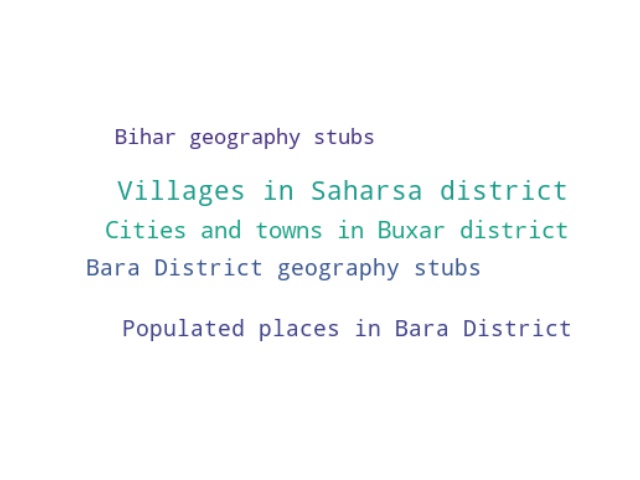 Bihar geography stubs
Villages in Saharsa district
Cities and towns in Buxar district
Bara District geography stubs
Populated places in Bara District